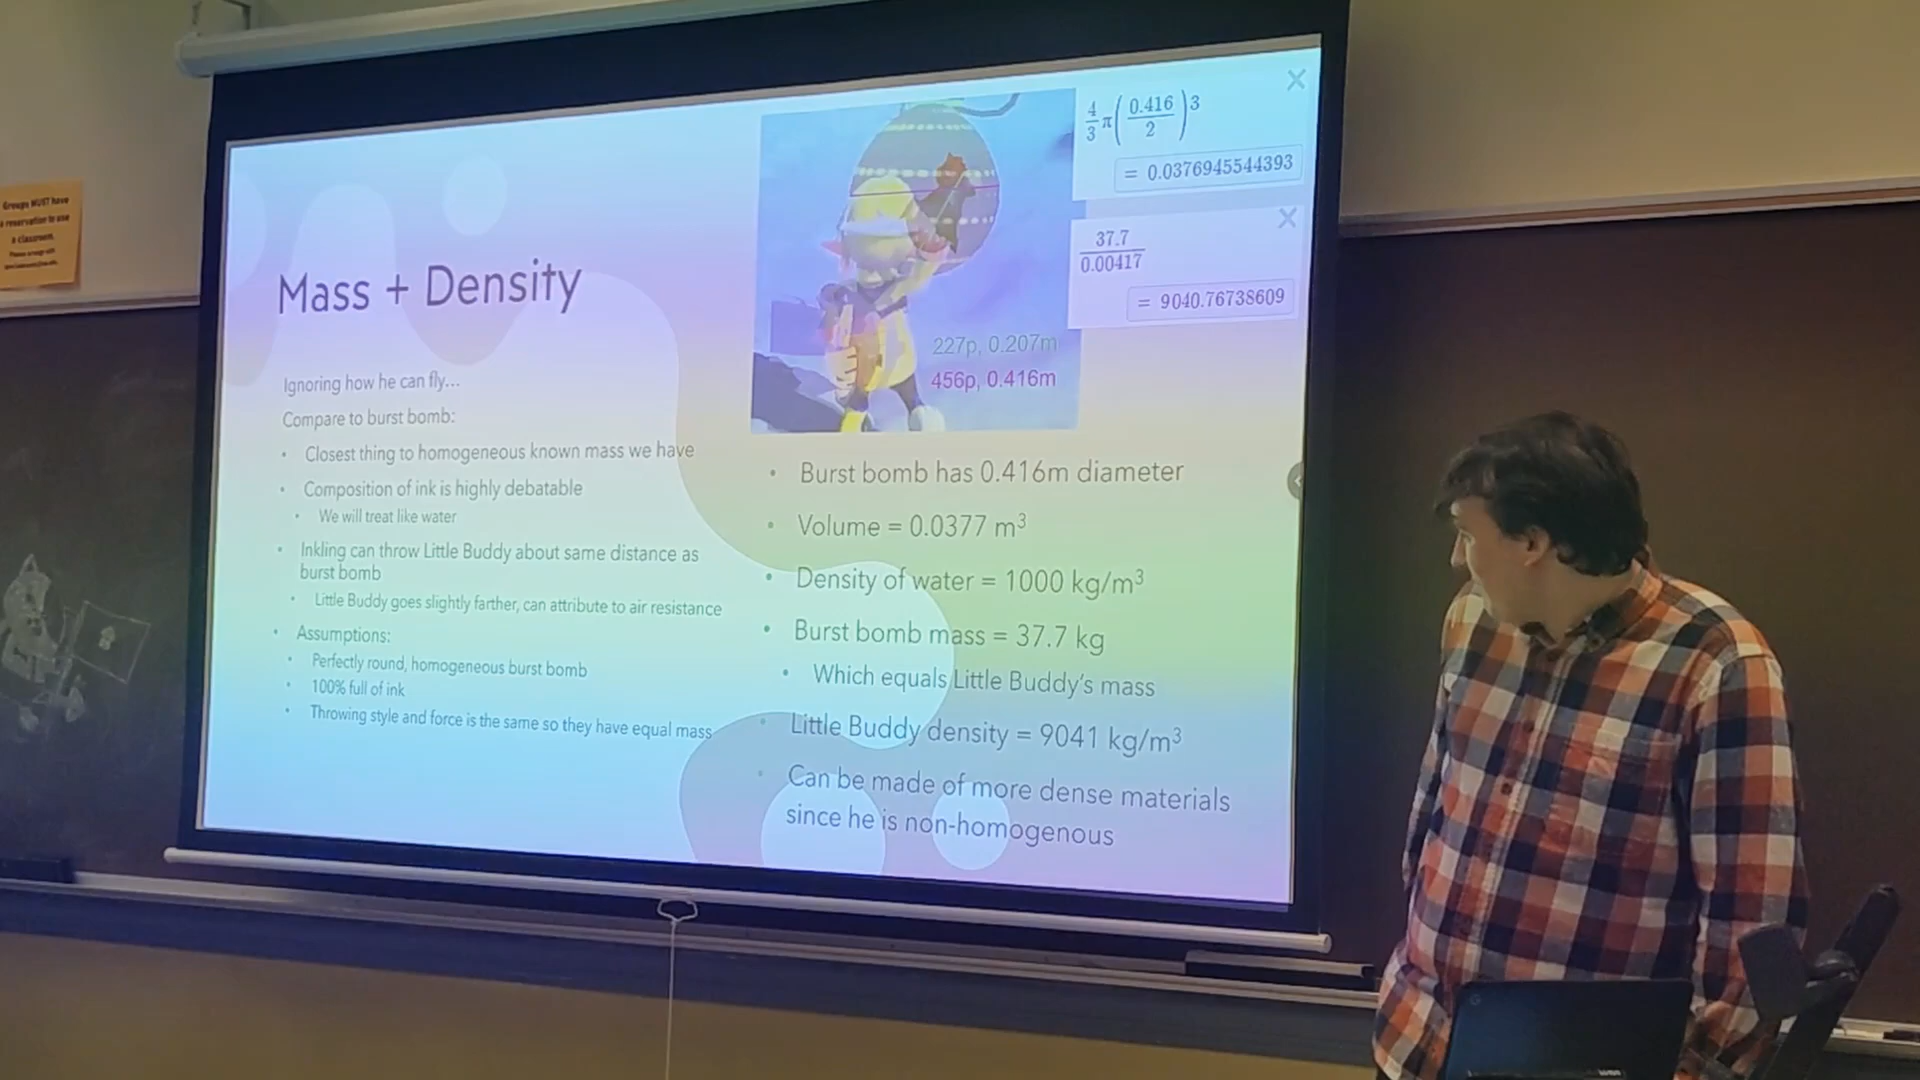 Groups MUST have
a reservation to use
a classroom.
Mass + Density
Ignoring how he can fly...
Compare to burst bomb:
• Closest thing to homogeneous known mass we have
• Composition of ink is highly debatable
• We will treat like water
• Inkling can throw Little Buddy about same distance as
burst bomb
• Little Buddy goes slightly farther, can attribute to air resistance
• Assumptions:
• Perfectly round, homogeneous burst bomb
• 100% full of ink
• Throwing style and force is the same so they have equal mass
227p, 0.207m
456p, 0.416m
4/3 π(0.416/2)3
= 0.0376945544393
37.7/0.00417
= 9040.76738609
• Burst bomb has 0.416m diameter
• Volume = 0.0377 m³
• Density of water = 1000 kg/m³
• Burst bomb mass = 37.7 kg
• Which equals Little Buddy's mass
• Little Buddy density = 9041 kg/m³
• Can be made of more dense materials
since he is non-homogenous